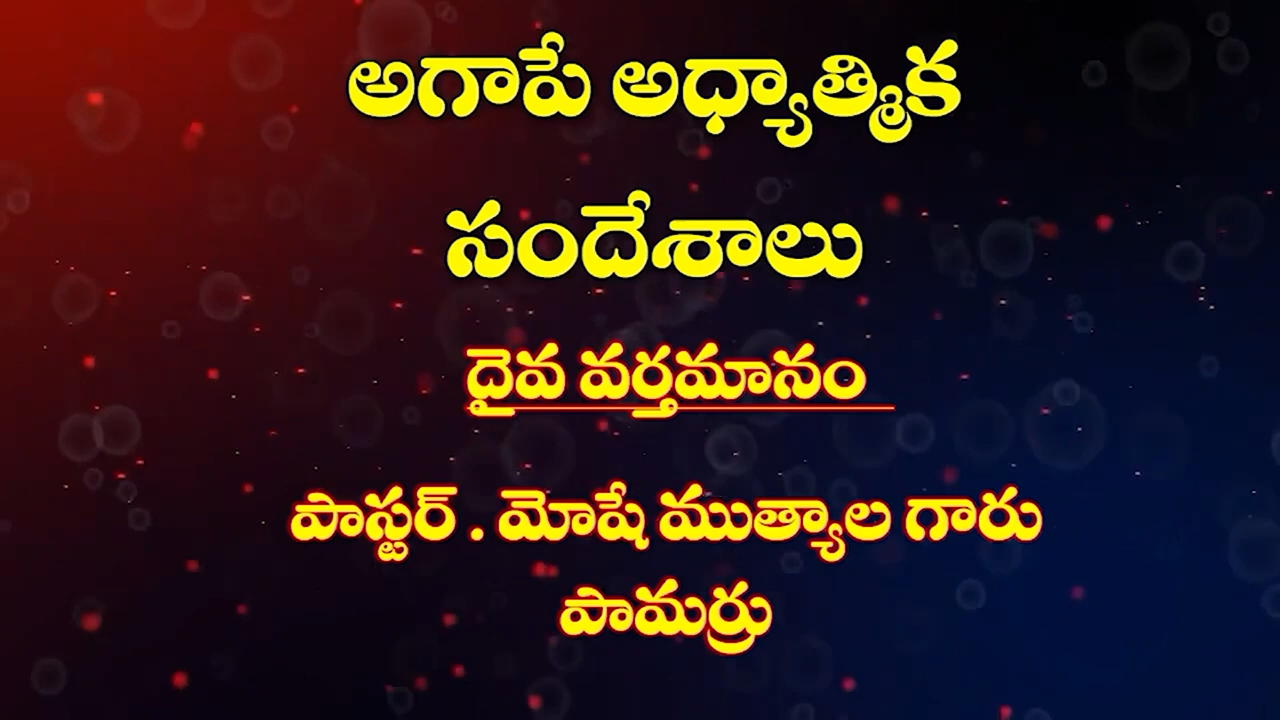 అగాపే అధ్యాత్మిక
సందేశాలు
దైవ వర్తమానం
పాస్టర్ . మోషే ముత్యాల గారు
పామర్రు